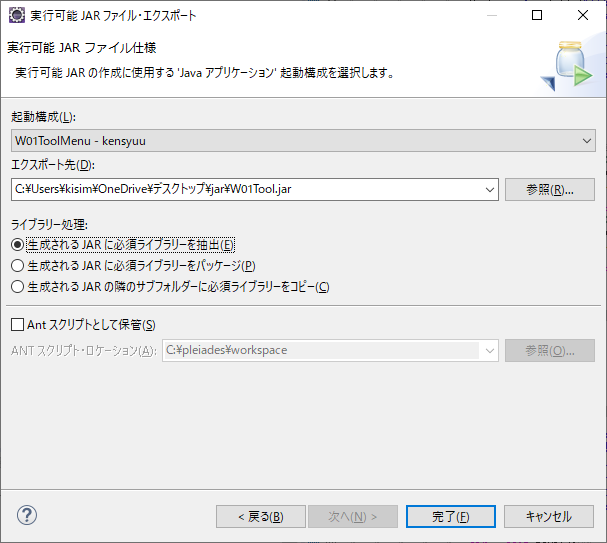 実行可能 JAR ファイル・エクスポート
実行可能 JAR ファイル仕様
実行可能 JAR の作成に使用する 'Java アプリケーション' 起動構成を選択します。
起動構成(L):
W01ToolMenu - kensyuu
エクスポート先(D):
C:¥Users¥kisim¥OneDrive¥デスクトップ¥jar¥W01Tool.jar
参照(R)...
ライブラリー処理:
生成される JAR に必須ライブラリーを抽出(E)
生成される JAR に必須ライブラリーをパッケージ(P)
生成される JAR の隣のサブフォルダーに必須ライブラリーをコピー(C)
Ant スクリプトとして保管(S)
ANT スクリプト・ロケーション(A):
C:¥pleiades¥workspace
参照(O)...
< 戻る(B)
次へ(N) >
完了(F)
キャンセル